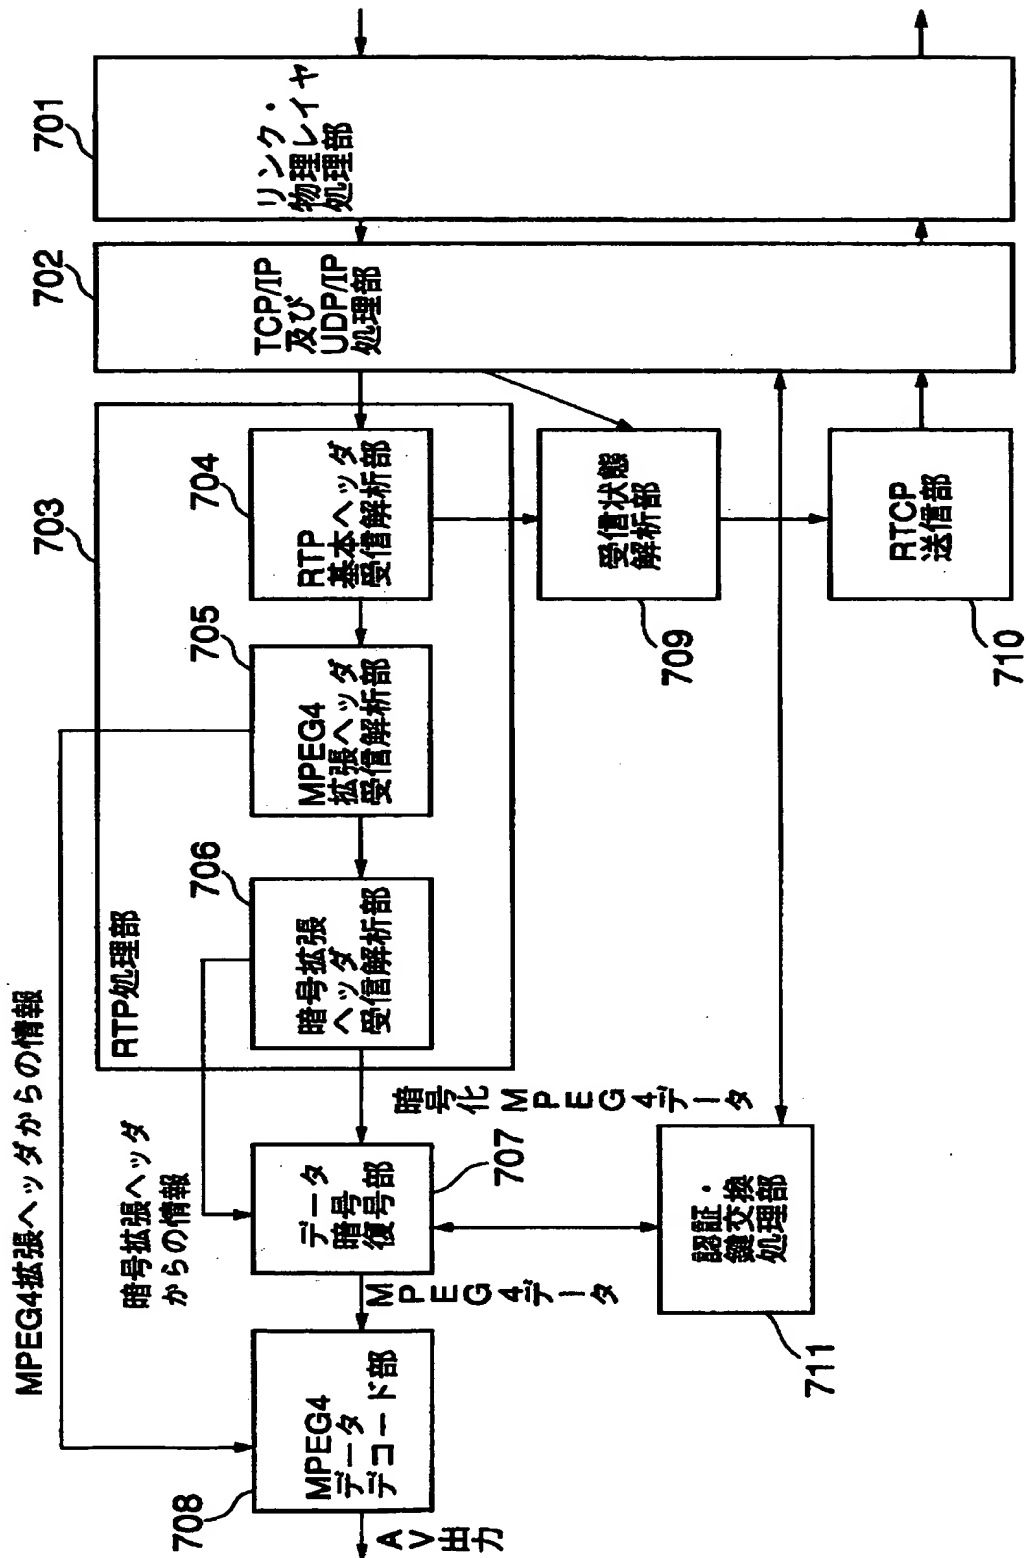 MPEG4拡張ヘッダからの情報
暗号拡張ヘッダ
からの情報
RTP処理部
703
708
MPEG4
データ
デコード部
AV出力
MPEG4データ
データ
暗号
復号部
707
暗号化MPEG4データ
706
暗号拡張
ヘッダ
受信解析部
705
MPEG4
拡張ヘッダ
受信解析部
704
RTP
基本ヘッダ
受信解析部
702
TCP/IP
及び
UDP/IP
処理部
701
リンク・
物理レイヤ
処理部
711
認証・
鍵交換
処理部
709
受信状態
解析部
710
RTCP
送信部